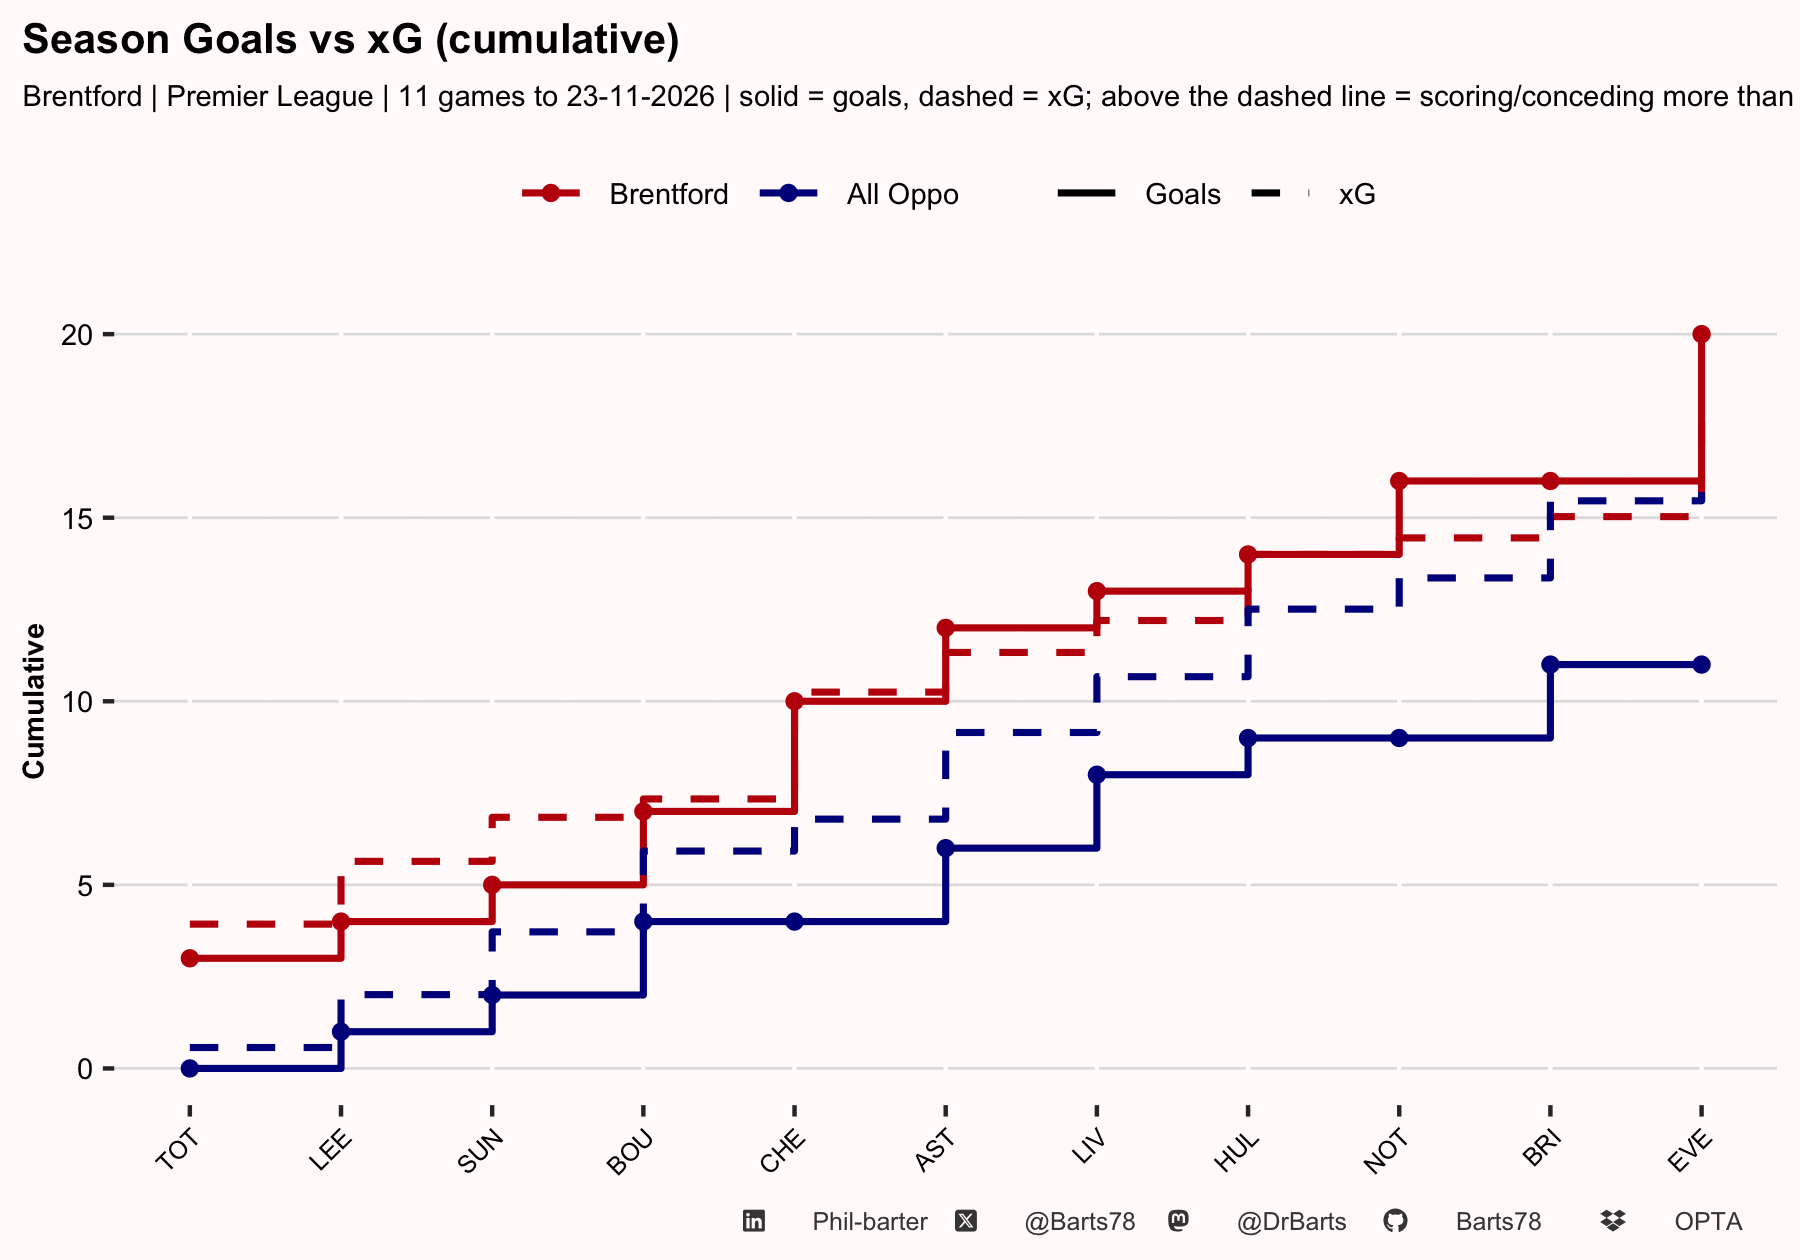 Season Goals vs xG (cumulative)
Brentford | Premier League | 11 games to 23-11-2026 | solid = goals, dashed = xG; above the dashed line = scoring/conceding more than
Brentford All Oppo Goals xG
20
15
10
5
0
Cumulative
TOT LEE SUN BOU CHE AST LIV HUL NOT BRI EVE
Phil-barter @Barts78 @DrBarts Barts78 OPTA